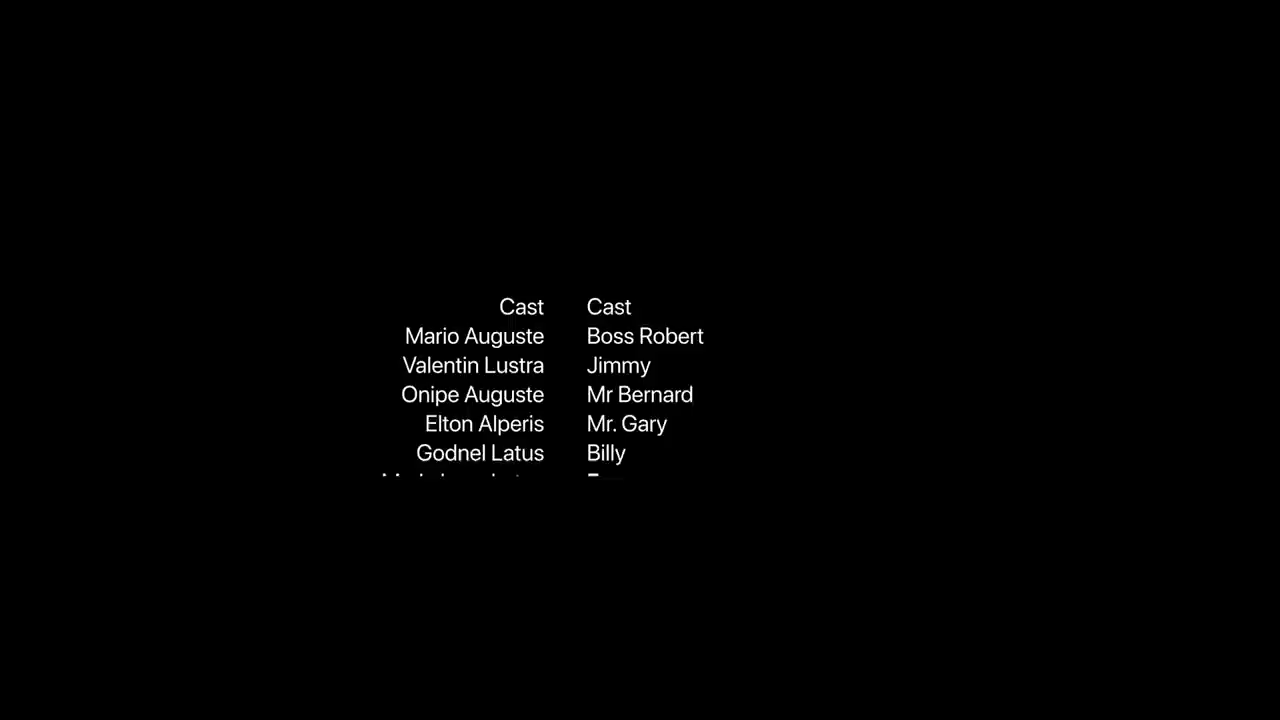 Cast Cast
Mario Auguste Boss Robert
Valentin Lustra Jimmy
Onipe Auguste Mr Bernard
Elton Alperis Mr. Gary
Godnel Latus Billy